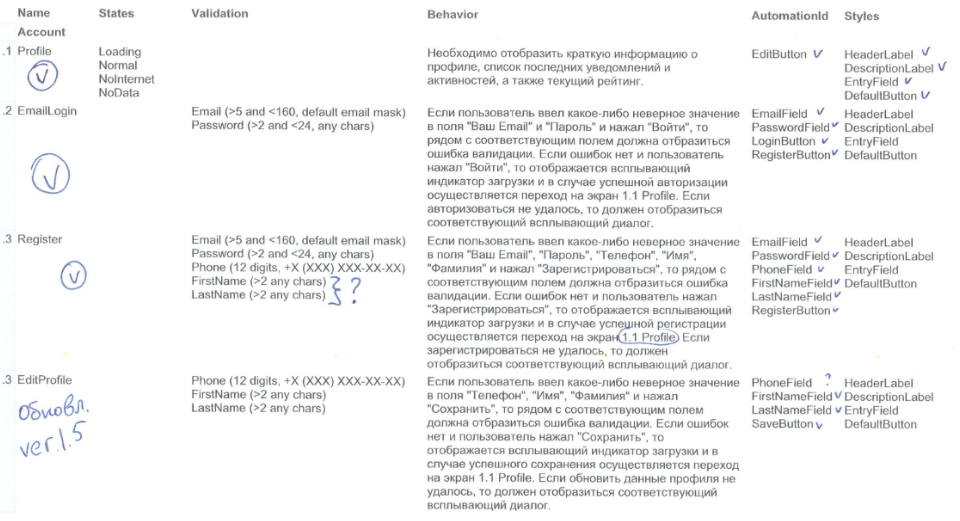 Name States Validation Behavior AutomationId Styles
Account
.1 Profile Loading Необходимо отобразить краткую информацию о EditButton V HeaderLabel V
Normal профиле, список последних уведомлений и DescriptionLabel V
V NoInternet активностей, а также текущий рейтинг. EntryField V
NoData DefaultButton V
.2 EmailLogin Email (>5 and <160, default email mask) Если пользователь ввел какое-либо неверное значение EmailField V HeaderLabel
Password (>2 and <24, any chars) в поля "Ваш Email" и "Пароль" и нажал "Войти", то PasswordField V DescriptionLabel
рядом с соответствующим полем должна отбразиться LoginButton V EntryField
ошибка валидации. Если ошибок нет и пользователь RegisterButton V DefaultButton
V нажал "Войти", то отображается всплывающий
индикатор загрузки и в случае успешной авторизации
осуществляется переход на экран 1.1 Profile. Если
авторизоваться не удалось, то должен отобразиться
соответствующий всплывающий диалог.
.3 Register Email (>5 and <160, default email mask) Если пользователь ввел какое-либо неверное значение EmailField V HeaderLabel
Password (>2 and <24, any chars) в поля "Ваш Email", "Пароль", "Телефон", "Имя", PasswordField V DescriptionLabel
V Phone (12 digits, +X (XXX) XXX-XX-XX) "Фамилия" и нажал "Зарегистрироваться", то рядом с PhoneField V EntryField
FirstName (>2 any chars) } ? соответствующим полем должна отбразиться ошибка FirstNameField V DefaultButton
LastName (>2 any chars) валидации. Если ошибок нет и пользователь нажал LastNameField V
"Зарегистрироваться", то отображается всплывающий RegisterButton V
индикатор загрузки и в случае успешной регистрации
осуществляется переход на экран 1.1 Profile. Если
зарегистрироваться не удалось, то должен
отобразиться соответствующий всплывающий диалог.
.3 EditProfile Phone (12 digits, +X (XXX) XXX-XX-XX) Если пользователь ввел какое-либо неверное значение PhoneField ? HeaderLabel
FirstName (>2 any chars) в поля "Телефон", "Имя", "Фамилия" и нажал FirstNameField V DescriptionLabel
обновл. LastName (>2 any chars) "Сохранить", то рядом с соответствующим полем LastNameField V EntryField
должна отбразиться ошибка валидации. Если ошибок SaveButton V DefaultButton
ver.1.5 нет и пользователь нажал "Сохранить", то
отображается всплывающий индикатор загрузки и в
случае успешного сохранения осуществляется переход
на экран 1.1 Profile. Если обновить данные профиля не
удалось, то должен отобразиться соответствующий
всплывающий диалог.